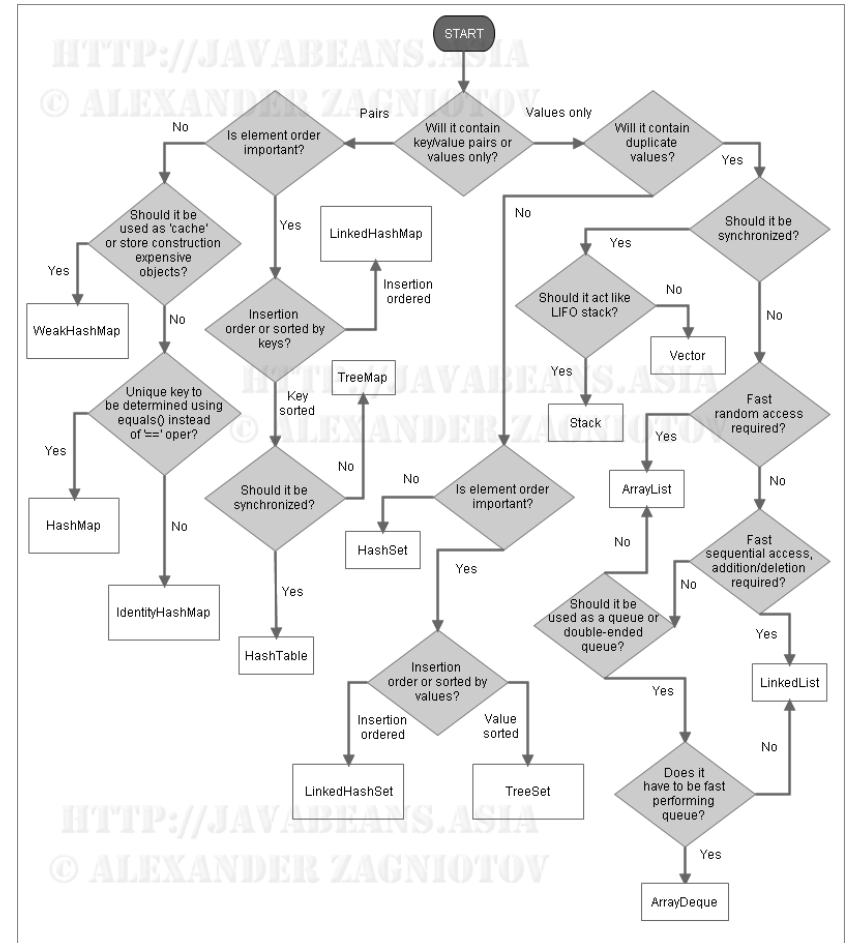 START
HTTP://JAVABEANS.ASIA
© ALEXANDER ZAGNIOTOV
Pairs
Values only
Will it contain
key/value pairs or
values only?
Is element order
important?
No
Will it contain
duplicate
values?
Yes
Should it be
used as 'cache'
or store construction
expensive
objects?
Yes
No
LinkedHashMap
Insertion
ordered
No
Yes
Should it be
synchronized?
Yes
WeakHashMap
No
Insertion
order or sorted by
keys?
Should it act like
LIFO stack?
No
Vector
No
HTTP://JAVABEANS.ASIA
© ALEXANDER ZAGNIOTOV
Unique key to
be determined using
equals() instead
of '==' oper?
Key
sorted
TreeMap
Yes
Stack
Fast
random access
required?
Yes
HashMap
No
Should it be
synchronized?
No
No
Is element order
important?
HashSet
Yes
ArrayList
No
No
Fast
sequential access,
addition/deletion
required?
No
IdentityHashMap
Yes
HashTable
Yes
Should it be
used as a queue or
double-ended
queue?
Yes
LinkedList
Insertion
order or sorted by
values?
Insertion
ordered
Value
sorted
Yes
No
LinkedHashSet
TreeSet
Does it
have to be fast
performing
queue?
HTTP://JAVABEANS.ASIA
© ALEXANDER ZAGNIOTOV
Yes
ArrayDeque